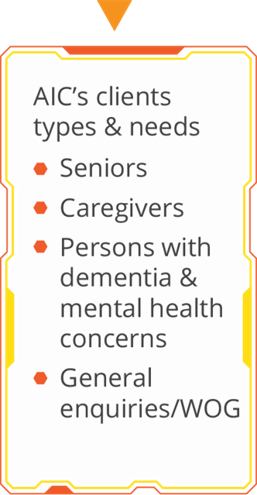 AIC’s clients
types & needs
Seniors
Caregivers
Persons with
dementia &
mental health
concerns
General
enquiries/WOG